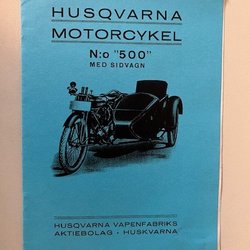 HUSQVARNA
MOTORCYKEL
N:o "500"
MED SIDVAGN
HUSQVARNA VAPENFABRIKS
AKTIEBOLAG · HUSKVARNA